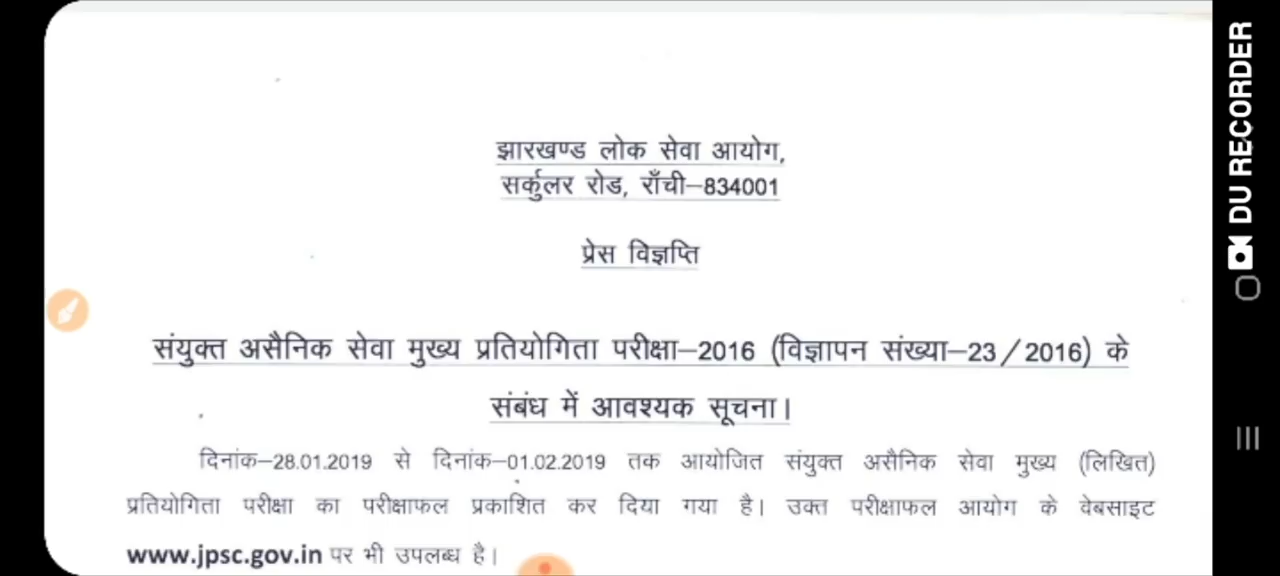 झारखण्ड लोक सेवा आयोग,
सर्कुलर रोड, राँची–834001
प्रेस विज्ञप्ति
संयुक्त असैनिक सेवा मुख्य प्रतियोगिता परीक्षा–2016 (विज्ञापन संख्या–23/2016) के
संबंध में आवश्यक सूचना।
दिनांक–28.01.2019 से दिनांक–01.02.2019 तक आयोजित संयुक्त असैनिक सेवा मुख्य (लिखित)
प्रतियोगिता परीक्षा का परीक्षाफल प्रकाशित कर दिया गया है। उक्त परीक्षाफल आयोग के वेबसाइट
www.jpsc.gov.in पर भी उपलब्ध है।
DU RECORDER